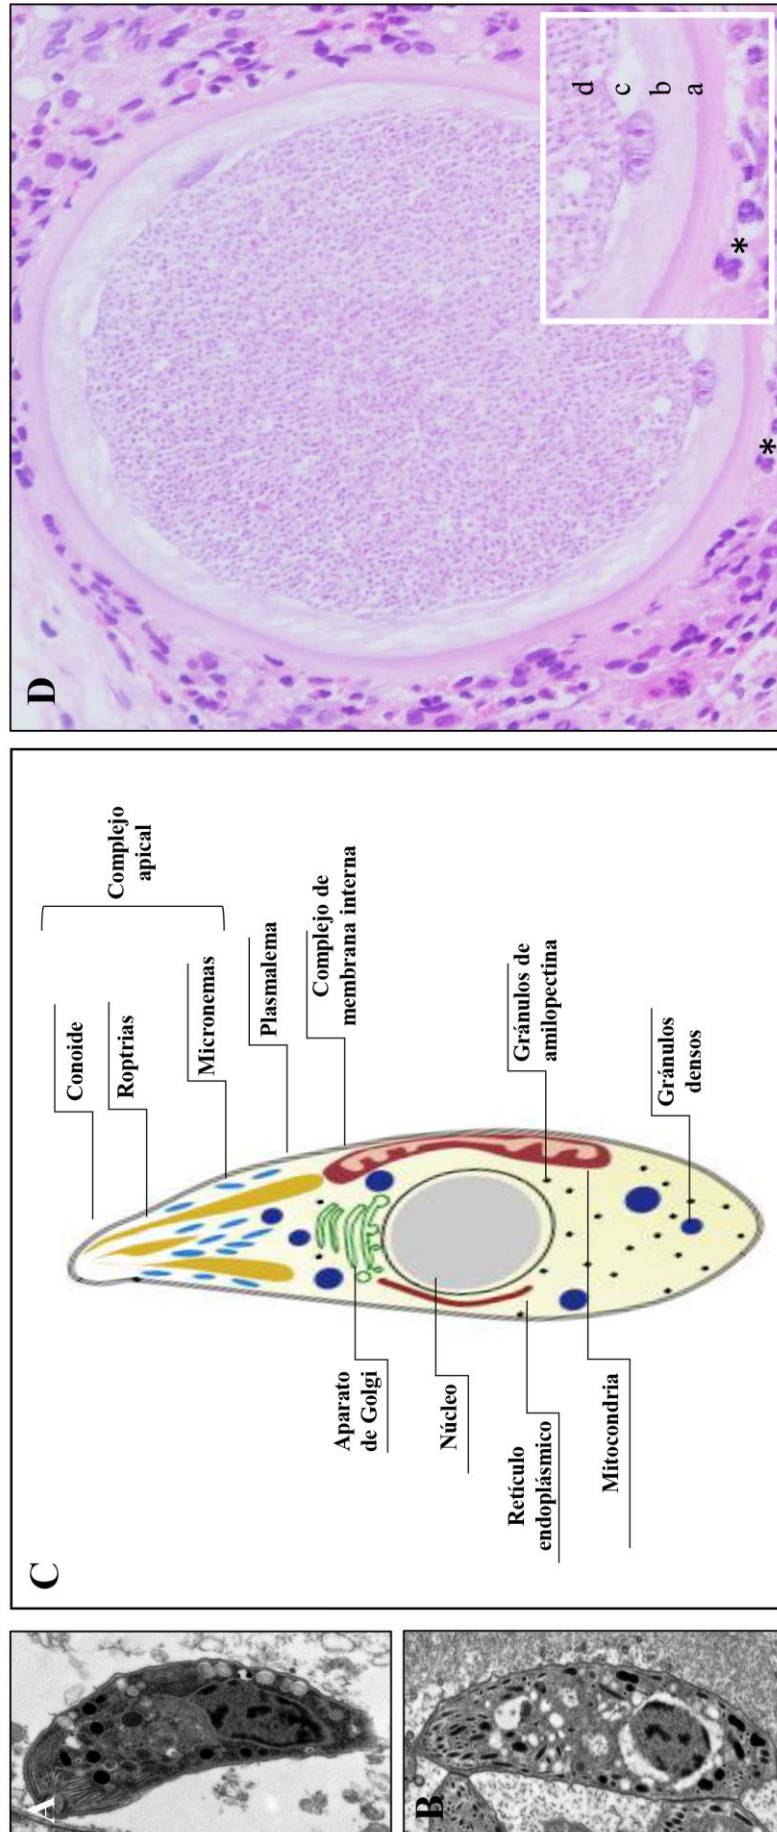 A
B
C
Conoide
Roptrias
Micronemas
Complejo
apical
Plasmalema
Complejo de
membrana interna
Gránulos de
amilopectina
Gránulos
densos
Aparato
de Golgi
Núcleo
Retículo
endoplásmico
Mitocondria
D
*
d
c
b
a
*